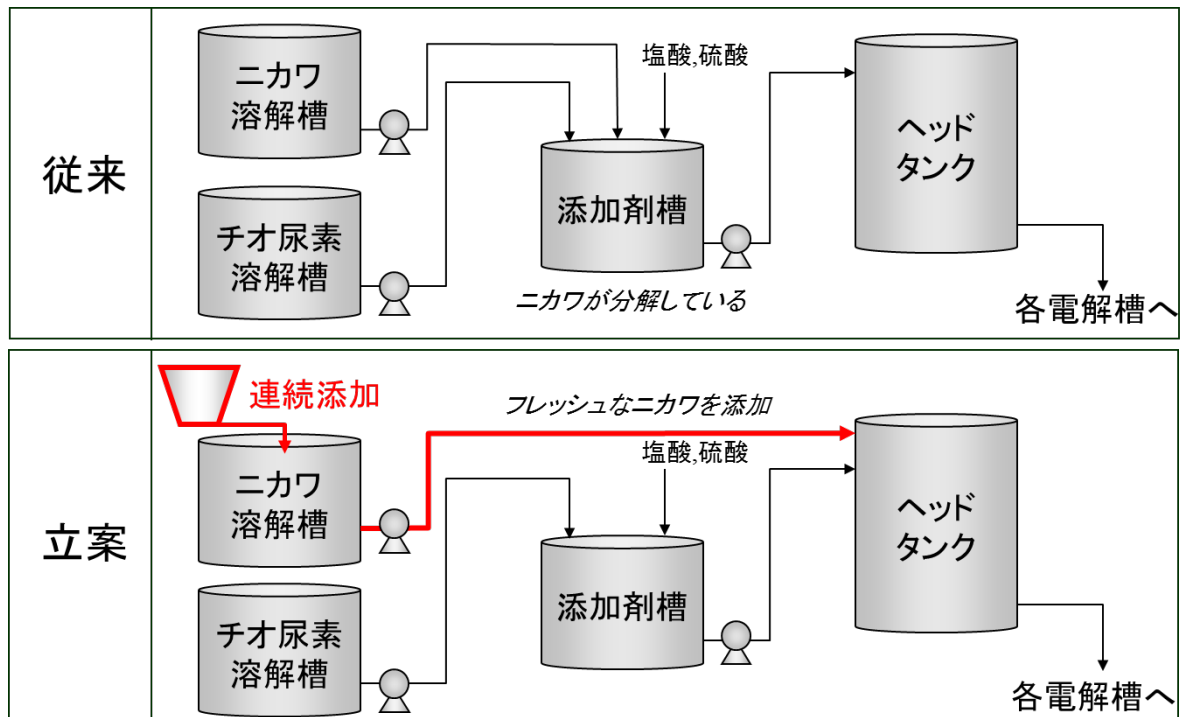 従来
ニカワ
溶解槽
チオ尿素
溶解槽
塩酸,硫酸
添加剤槽
ニカワが分解している
ヘッド
タンク
各電解槽へ
立案
連続添加
フレッシュなニカワを添加
ニカワ
溶解槽
チオ尿素
溶解槽
塩酸,硫酸
添加剤槽
ヘッド
タンク
各電解槽へ